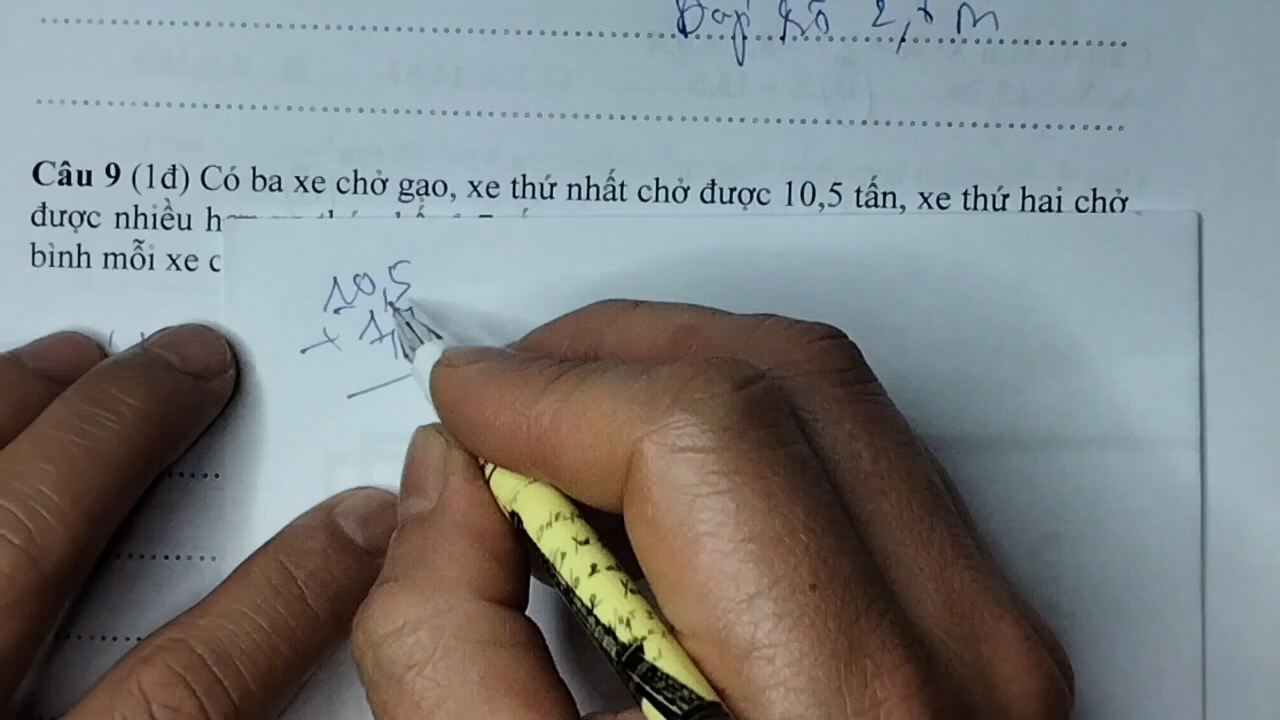 Đáp số 2,8 m
Câu 9 (1đ) Có ba xe chở gạo, xe thứ nhất chở được 10,5 tấn, xe thứ hai chở
được nhiều
bình mỗi xe c
10,5
+ 1,